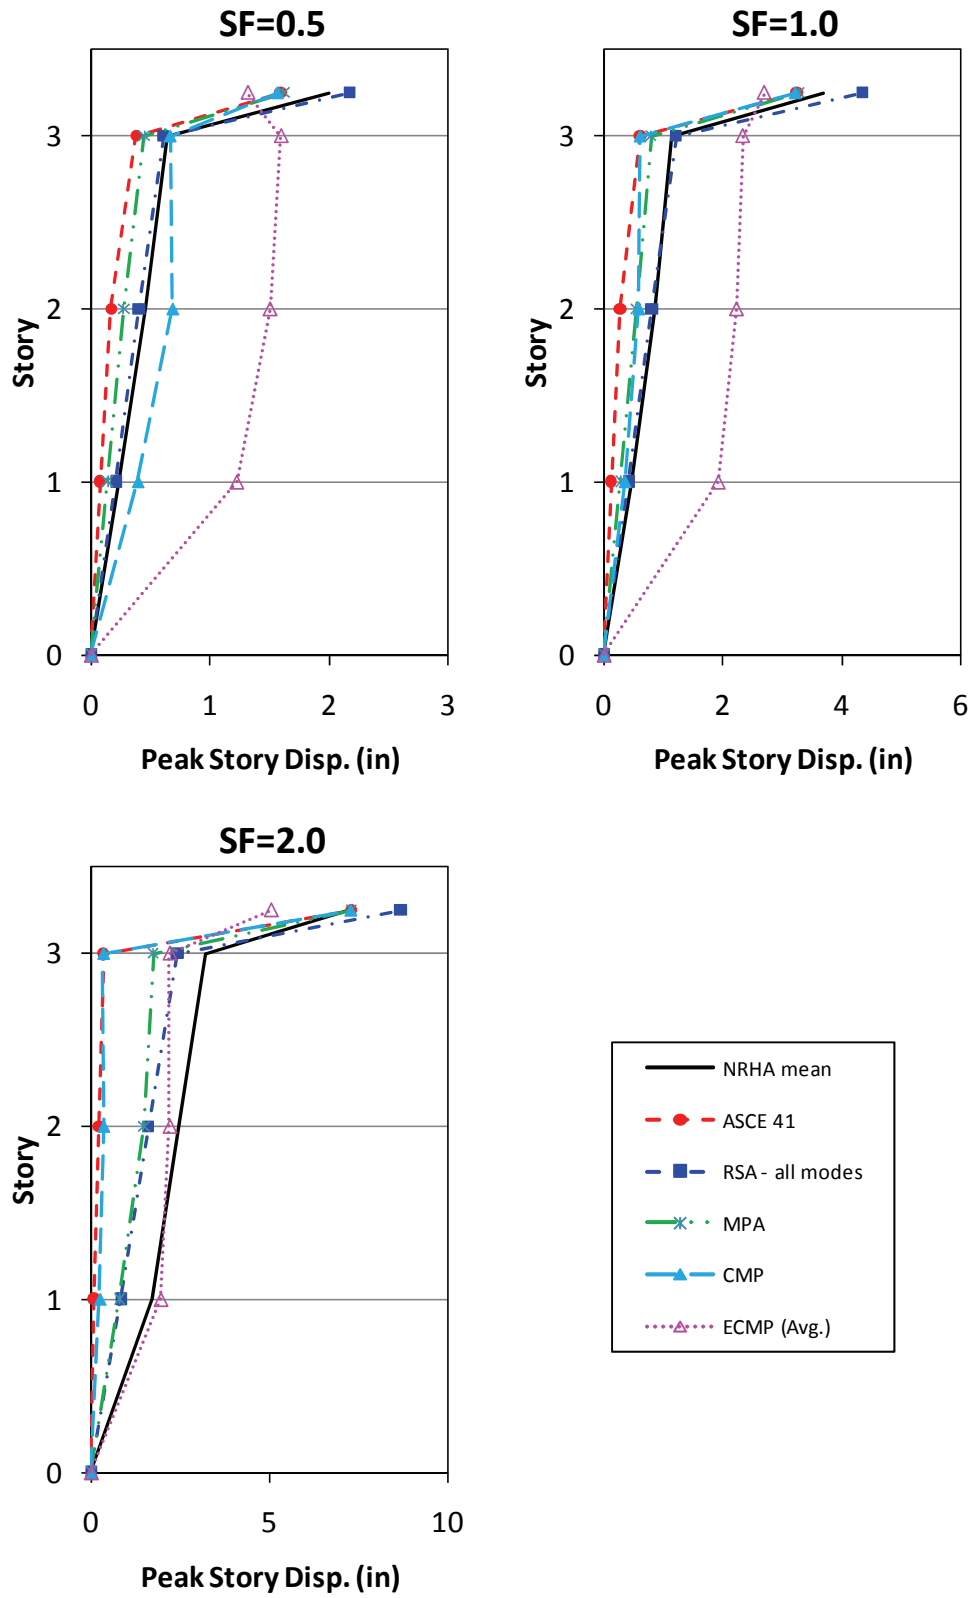 SF=0.5
3
2
1
0
Story
0 1 2 3
Peak Story Disp. (in)
SF=1.0
3
2
1
0
Story
0 2 4 6
Peak Story Disp. (in)
SF=2.0
3
2
1
0
Story
0 5 10
Peak Story Disp. (in)
NRHA mean
ASCE 41
RSA - all modes
MPA
CMP
ECMP (Avg.)